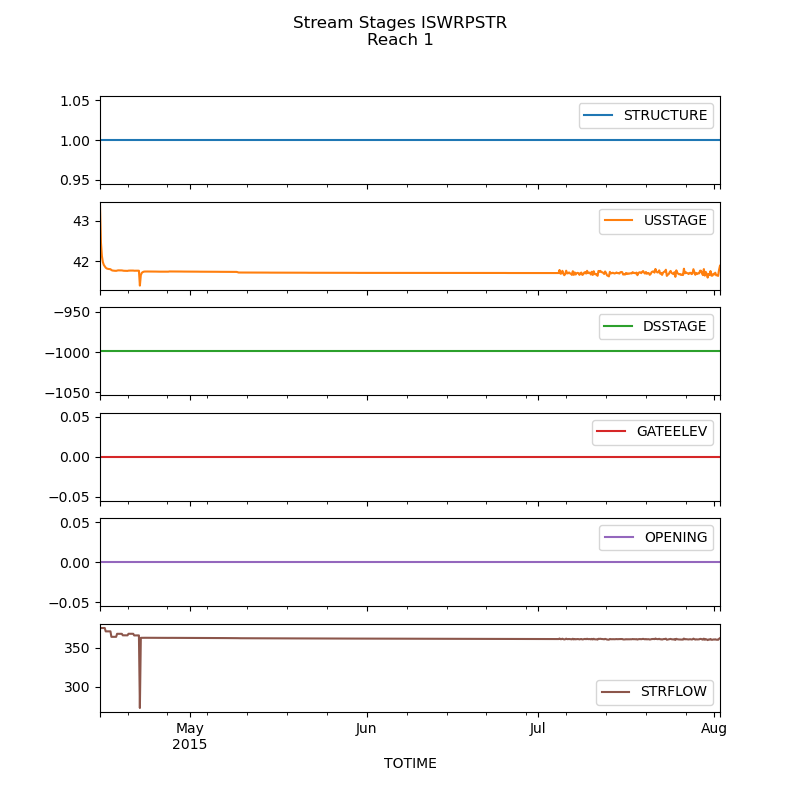 Stream Stages ISWRPSTR
Reach 1
1.05
STRUCTURE
1.00
0.95
43
USSTAGE
42
−950
DSSTAGE
−1000
−1050
0.05
GATEELEV
0.00
−0.05
0.05
OPENING
0.00
−0.05
350
300
STRFLOW
May
2015
Jun
Jul
Aug
TOTIME